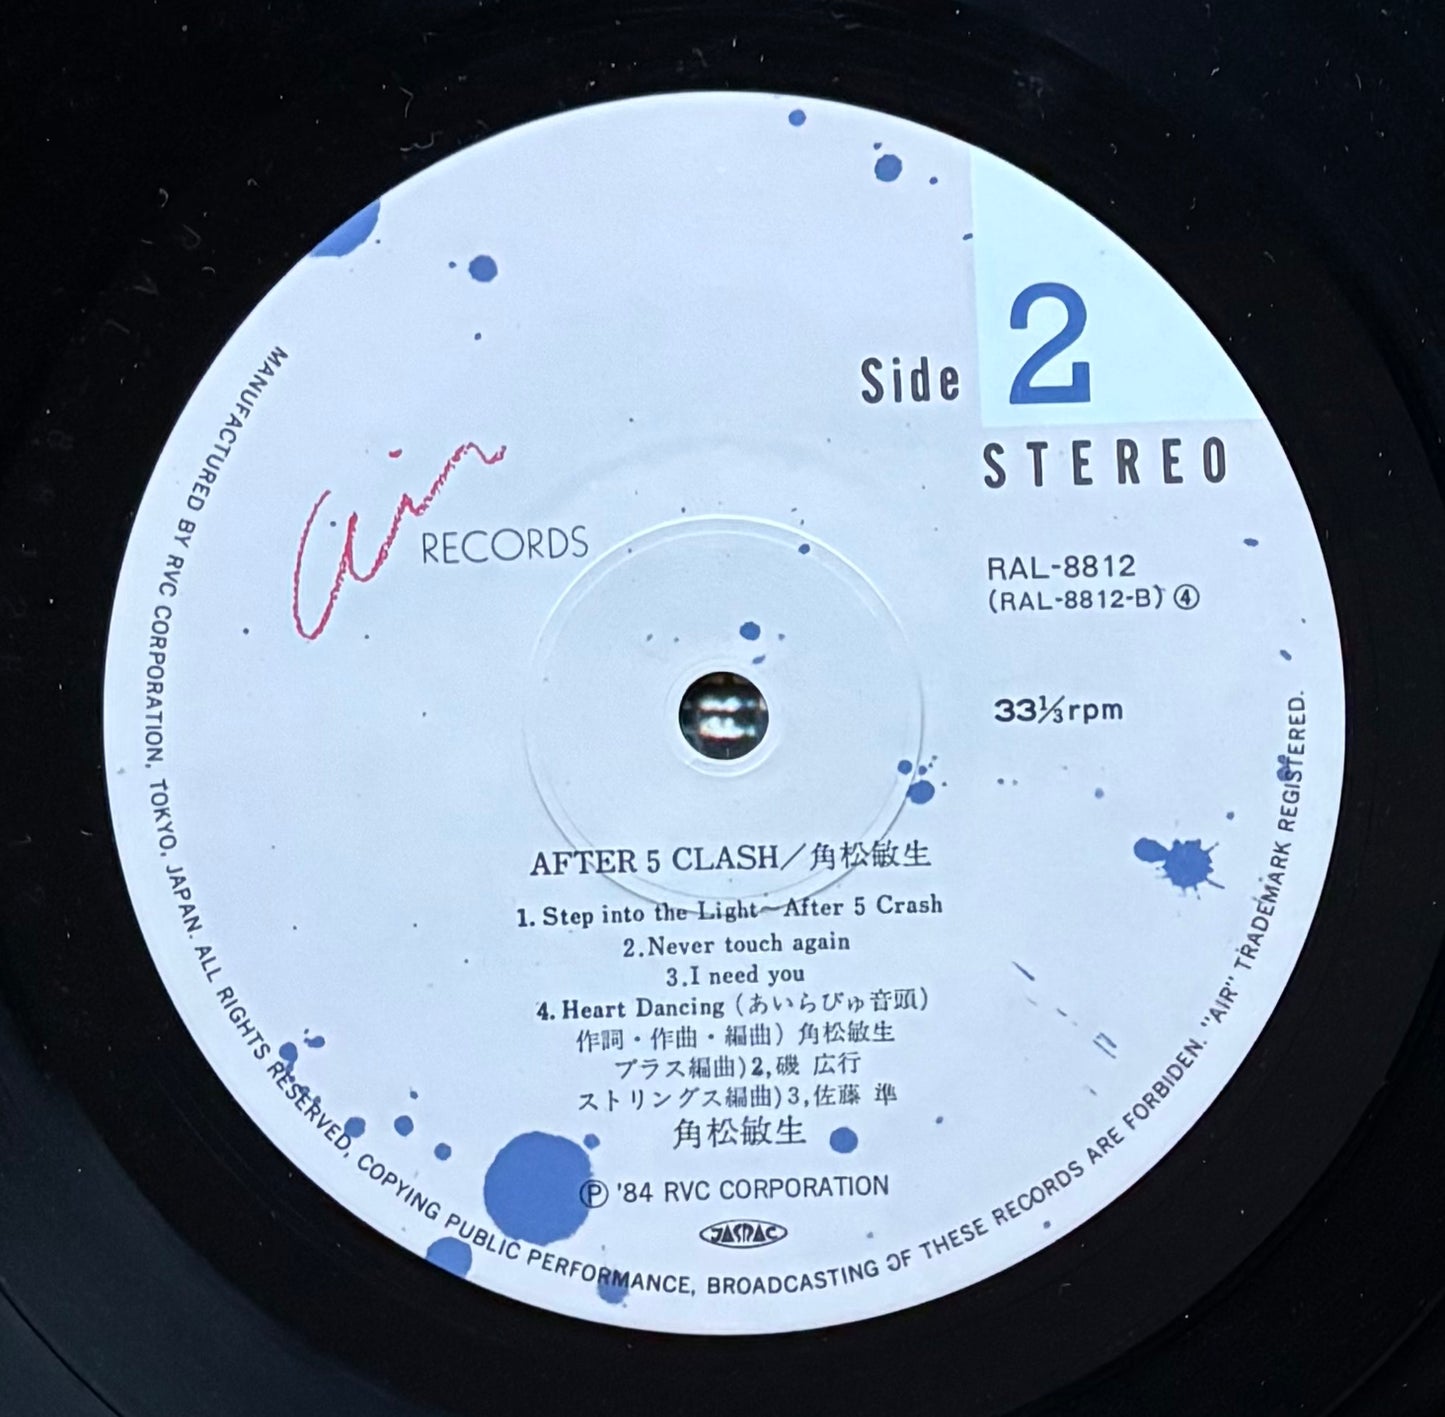 Side 2
STEREO
air
RECORDS
RAL-8812
(RAL-8812-B) ④
33⅓rpm
AFTER 5 CLASH／角松敏生
1. Step into the Light～After 5 Crash
2.Never touch again
3.I need you
4. Heart Dancing (あいらびゅ音頭)
作詞・作曲・編曲) 角松敏生
ブラス編曲)2,磯 広行
ストリングス編曲)3,佐藤 準
角松敏生
Ⓟ '84 RVC CORPORATION
JASRAC
MANUFACTURED BY RVC CORPORATION, TOKYO, JAPAN. ALL RIGHTS RESERVED, COPYING PUBLIC PERFORMANCE, BROADCASTING OF THESE RECORDS ARE FORBIDEN. "AIR" TRADEMARK REGISTERED.